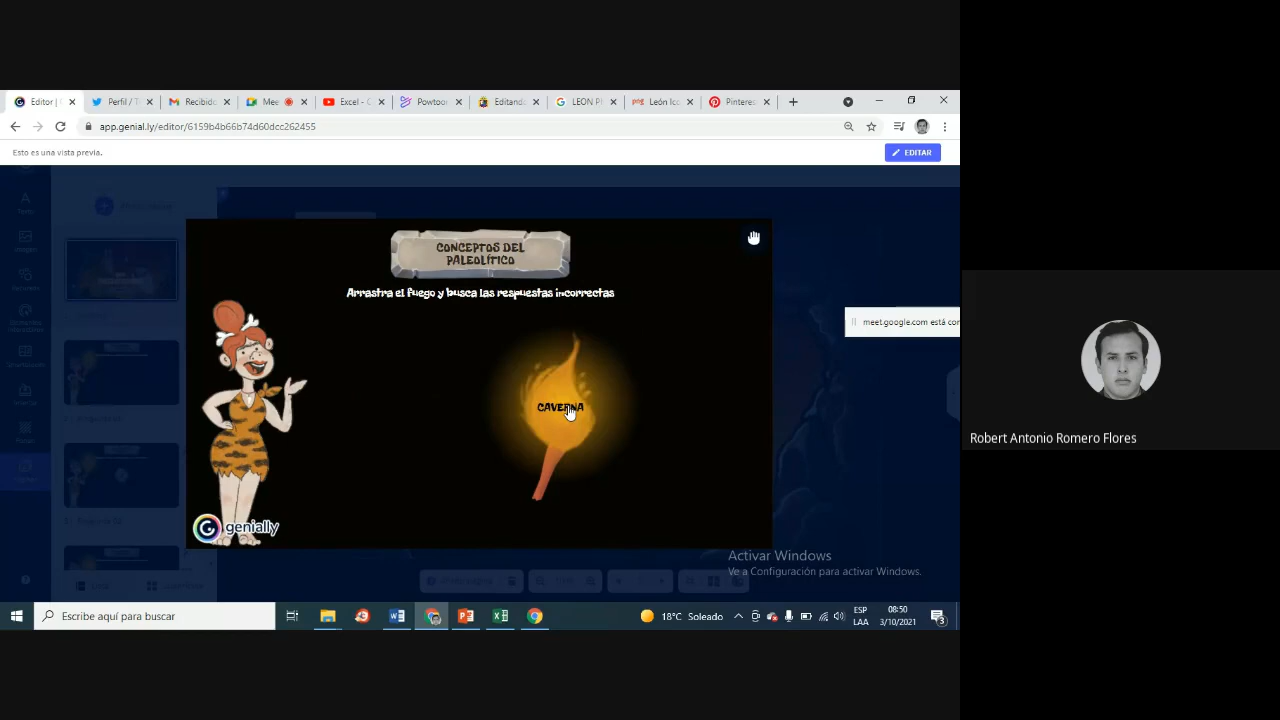 Editor |
Perfil / T
Recibido
Mee
Excel - C
Powtoon
Editando
LEON P
León Ico
Pinteres
app.genial.ly/editor/6159b4b66b74d60dcc262455
Esto es una vista previa.
EDITAR
CONCEPTOS DEL
PALEOLÍTICO
Arrastra el fuego y busca las respuestas incorrectas
meet.google.com está con
CAVERNA
genially
Activar Windows
Ve a Configuración para activar Windows.
Escribe aquí para buscar
18°C Soleado
ESP
LAA
08:50
3/10/2021
3
Robert Antonio Romero Flores